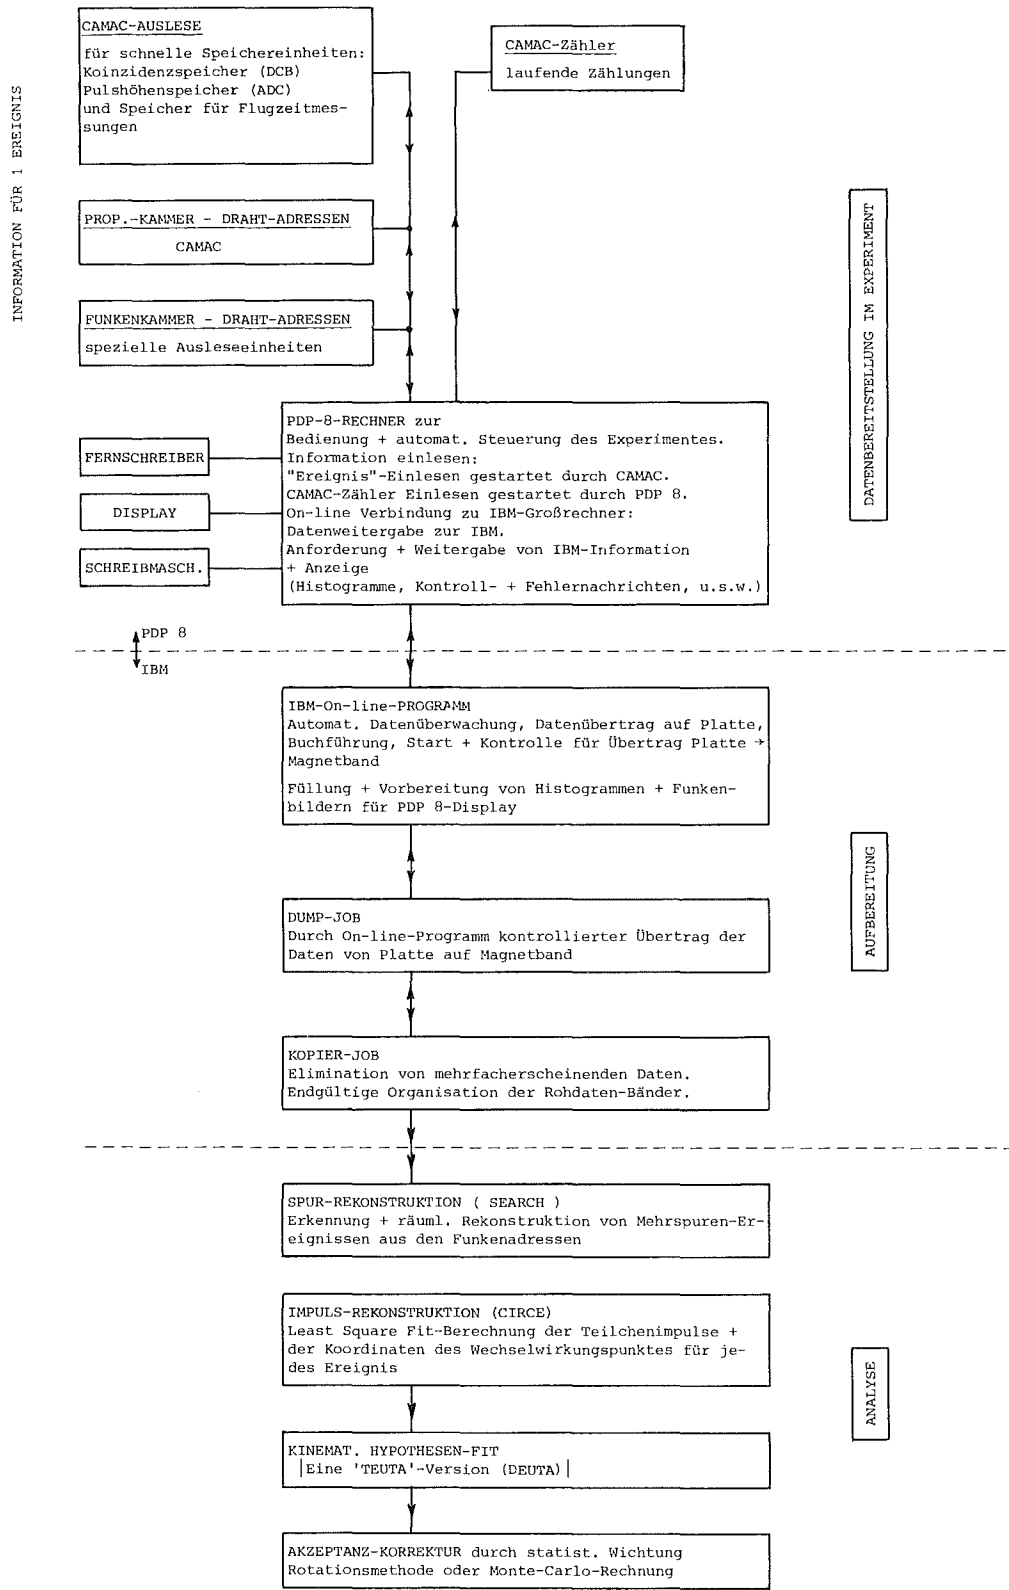 INFORMATION FÜR 1 EREIGNIS
CAMAC-AUSLESE
für schnelle Speichereinheiten:
Koinzidenzspeicher (DCB)
Pulshöhenspeicher (ADC)
und Speicher für Flugzeitmes-
sungen
CAMAC-Zähler
laufende Zählungen
PROP.-KAMMER - DRAHT-ADRESSEN
CAMAC
FUNKENKAMMER - DRAHT-ADRESSEN
spezielle Ausleseeinheiten
DATENBEREITSTELLUNG IM EXPERIMENT
PDP-8-RECHNER zur
Bedienung + automat. Steuerung des Experimentes.
Information einlesen:
"Ereignis"-Einlesen gestartet durch CAMAC.
CAMAC-Zähler Einlesen gestartet durch PDP 8.
On-line Verbindung zu IBM-Großrechner:
Datenweitergabe zur IBM.
Anforderung + Weitergabe von IBM-Information
+ Anzeige
(Histogramme, Kontroll- + Fehlernachrichten, u.s.w.)
FERNSCHREIBER
DISPLAY
SCHREIBMASCH.
PDP 8
IBM
IBM-On-line-PROGRAMM
Automat. Datenüberwachung, Datenübertrag auf Platte,
Buchführung, Start + Kontrolle für Übertrag Platte →
Magnetband
Füllung + Vorbereitung von Histogrammen + Funken-
bildern für PDP 8-Display
AUFBEREITUNG
DUMP-JOB
Durch On-line-Programm kontrollierter Übertrag der
Daten von Platte auf Magnetband
KOPIER-JOB
Elimination von mehrfacherscheinenden Daten.
Endgültige Organisation der Rohdaten-Bänder.
SPUR-REKONSTRUKTION ( SEARCH )
Erkennung + räuml. Rekonstruktion von Mehrspuren-Er-
eignissen aus den Funkenadressen
IMPULS-REKONSTRUKTION (CIRCE)
Least Square Fit-Berechnung der Teilchenimpulse +
der Koordinaten des Wechselwirkungspunktes für je-
des Ereignis
ANALYSE
KINEMAT. HYPOTHESEN-FIT
|Eine 'TEUTA'-Version (DEUTA)|
AKZEPTANZ-KORREKTUR durch statist. Wichtung
Rotationsmethode oder Monte-Carlo-Rechnung